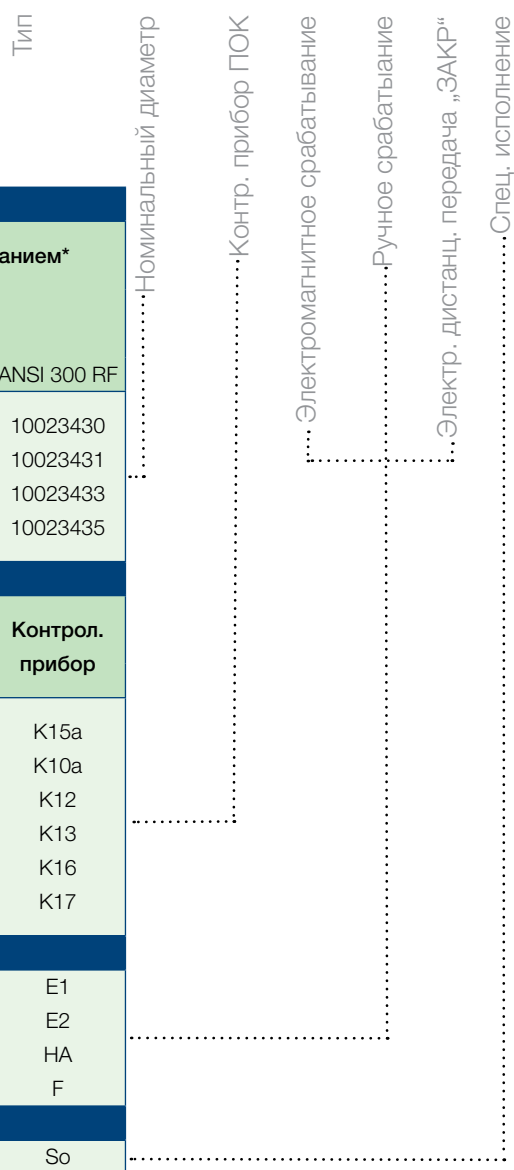 Тип
Номинальный диаметр
Контр. прибор ПОК
Электромагнитное срабатывание
Ручное срабатыание
Электр. дистанц. передача „ЗАКР“
Спец. исполнение
анием*
ANSI 300 RF
10023430
10023431
10023433
10023435
Контрол.
прибор
K15a
K10a
K12
K13
K16
K17
E1
E2
HA
F
So